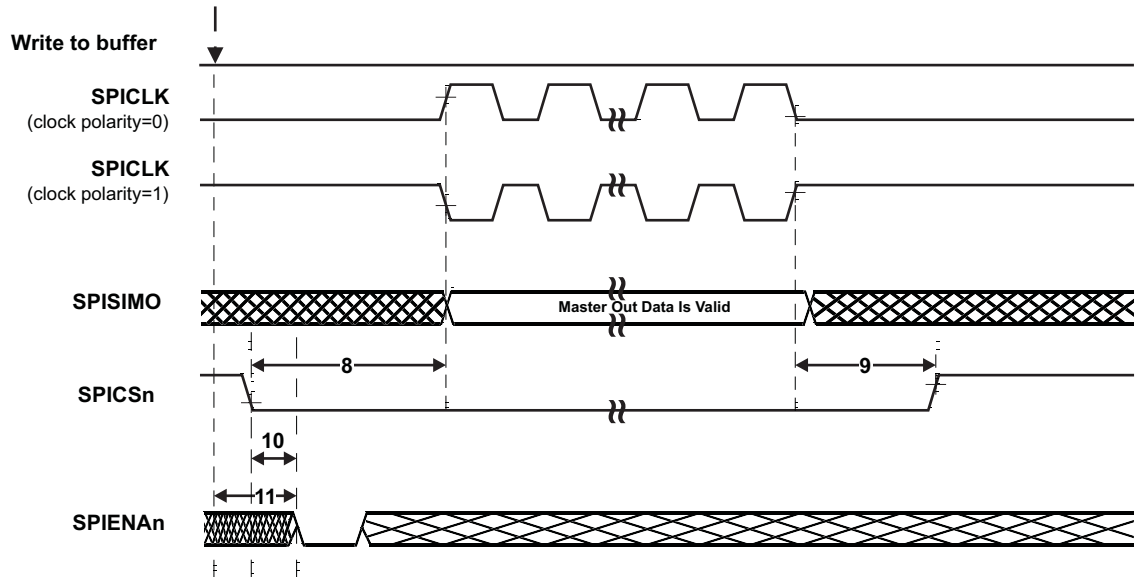 Write to buffer
SPICLK
(clock polarity=0)
SPICLK
(clock polarity=1)
SPISIMO
Master Out Data Is Valid
8
9
SPICSn
10
11
SPIENAn